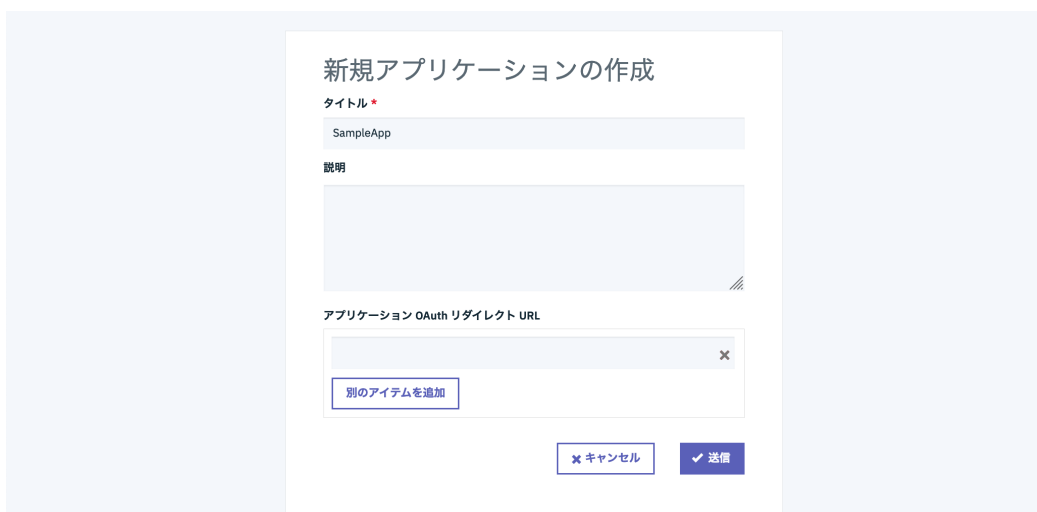 新規アプリケーションの作成
タイトル *
SampleApp
説明
アプリケーション OAuth リダイレクト URL
別のアイテムを追加
キャンセル
送信